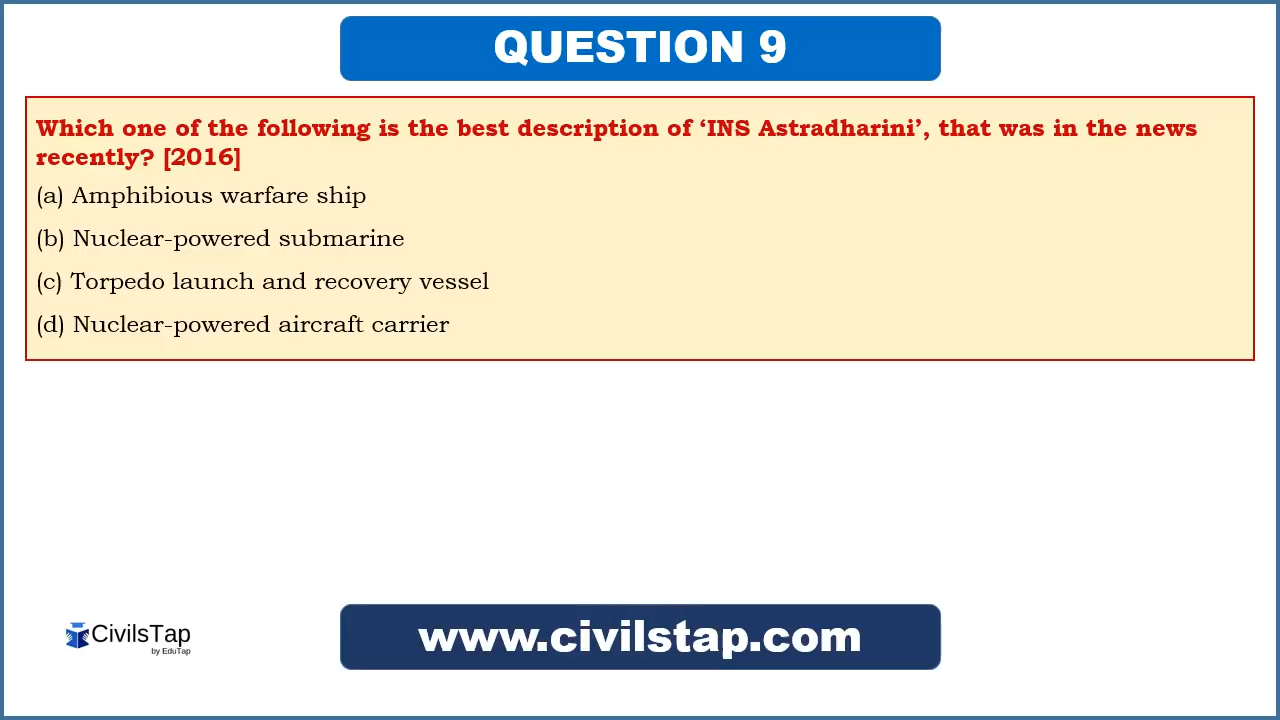 QUESTION 9
Which one of the following is the best description of ‘INS Astradharini’, that was in the news
recently? [2016]
(a) Amphibious warfare ship
(b) Nuclear-powered submarine
(c) Torpedo launch and recovery vessel
(d) Nuclear-powered aircraft carrier
CivilsTap
by EduTap
www.civilstap.com